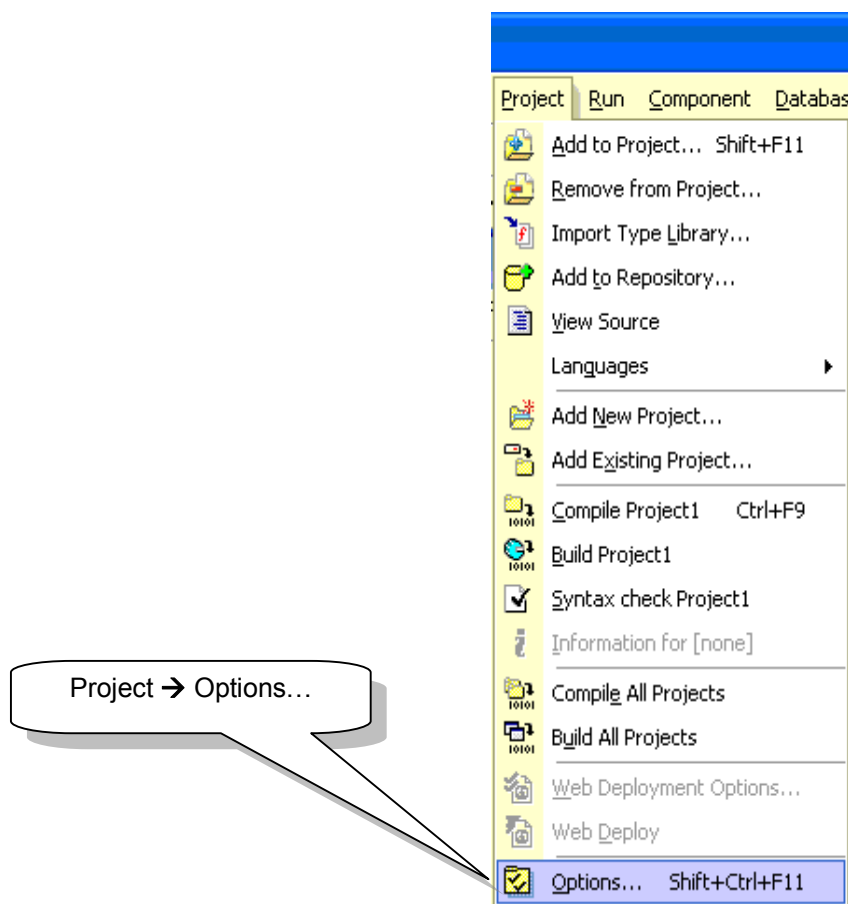 Project Run Component Databas
Add to Project... Shift+F11
Remove from Project...
Import Type Library...
Add to Repository...
View Source
Languages
Add New Project...
Add Existing Project...
Compile Project1 Ctrl+F9
Build Project1
Syntax check Project1
Information for [none]
Compile All Projects
Build All Projects
Web Deployment Options...
Web Deploy
Options... Shift+Ctrl+F11
Project → Options…